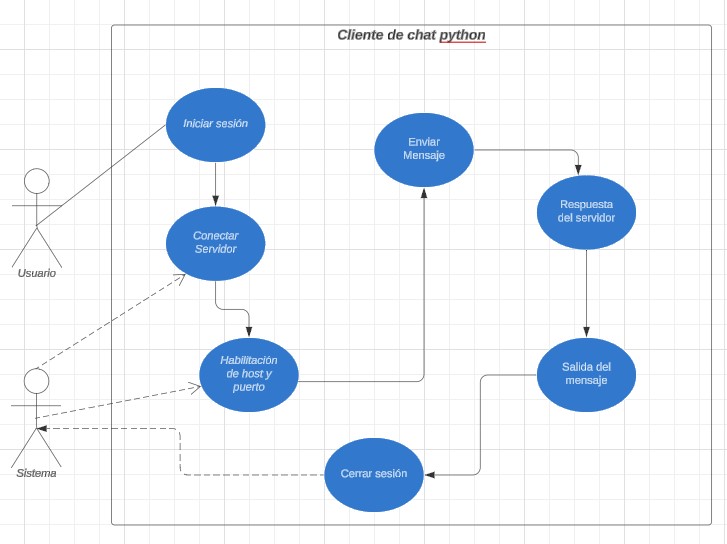 Cliente de chat python
Iniciar sesión
Enviar
Mensaje
Respuesta
del servidor
Conectar
Servidor
Usuario
Habilitación
de host y
puerto
Salida del
mensaje
Sistema
Cerrar sesión